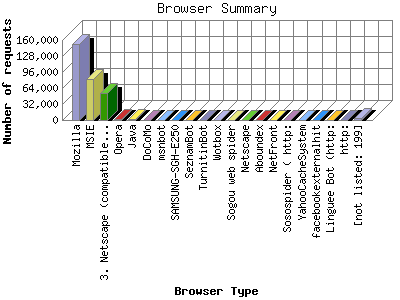 Browser Summary
Number of requests
160,000
128,000
96,000
64,000
32,000
0
Mozilla
MSIE
3. Netscape (compatible...
Opera
Java
DoCoMo
msnbot
SAMSUNG-SGH-E250
SeznamBot
TurnitinBot
Wotbox
Sogou web spider
Netscape
Aboundex
NetFront
Sosospider ( http:
YahooCacheSystem
facebookexternalhit
Linguee Bot (http:
http:
[not listed: 199]
Browser Type